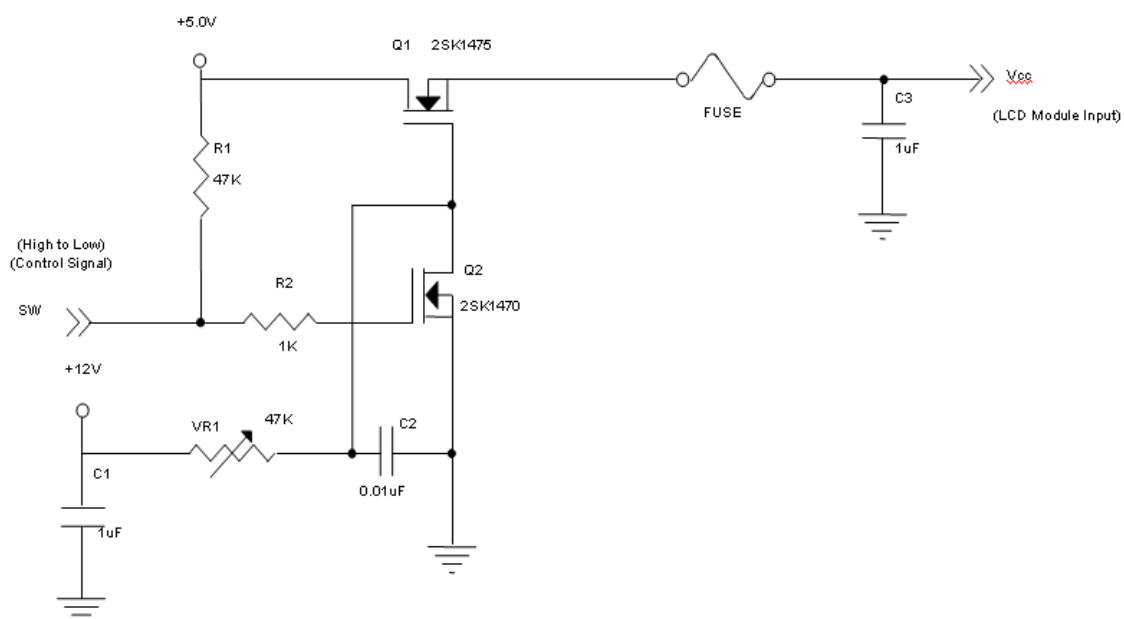 +5.0V
Q1 2SK1475
Vcc
(LCD Module Input)
FUSE
C3
1uF
R1
47K
(High to Low)
(Control Signal)
SW
R2
1K
Q2
2SK1470
+12V
VR1
47K
C2
0.01uF
C1
1uF